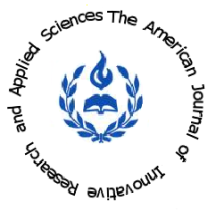 The American Journal of Innovative Research and Applied Sciences